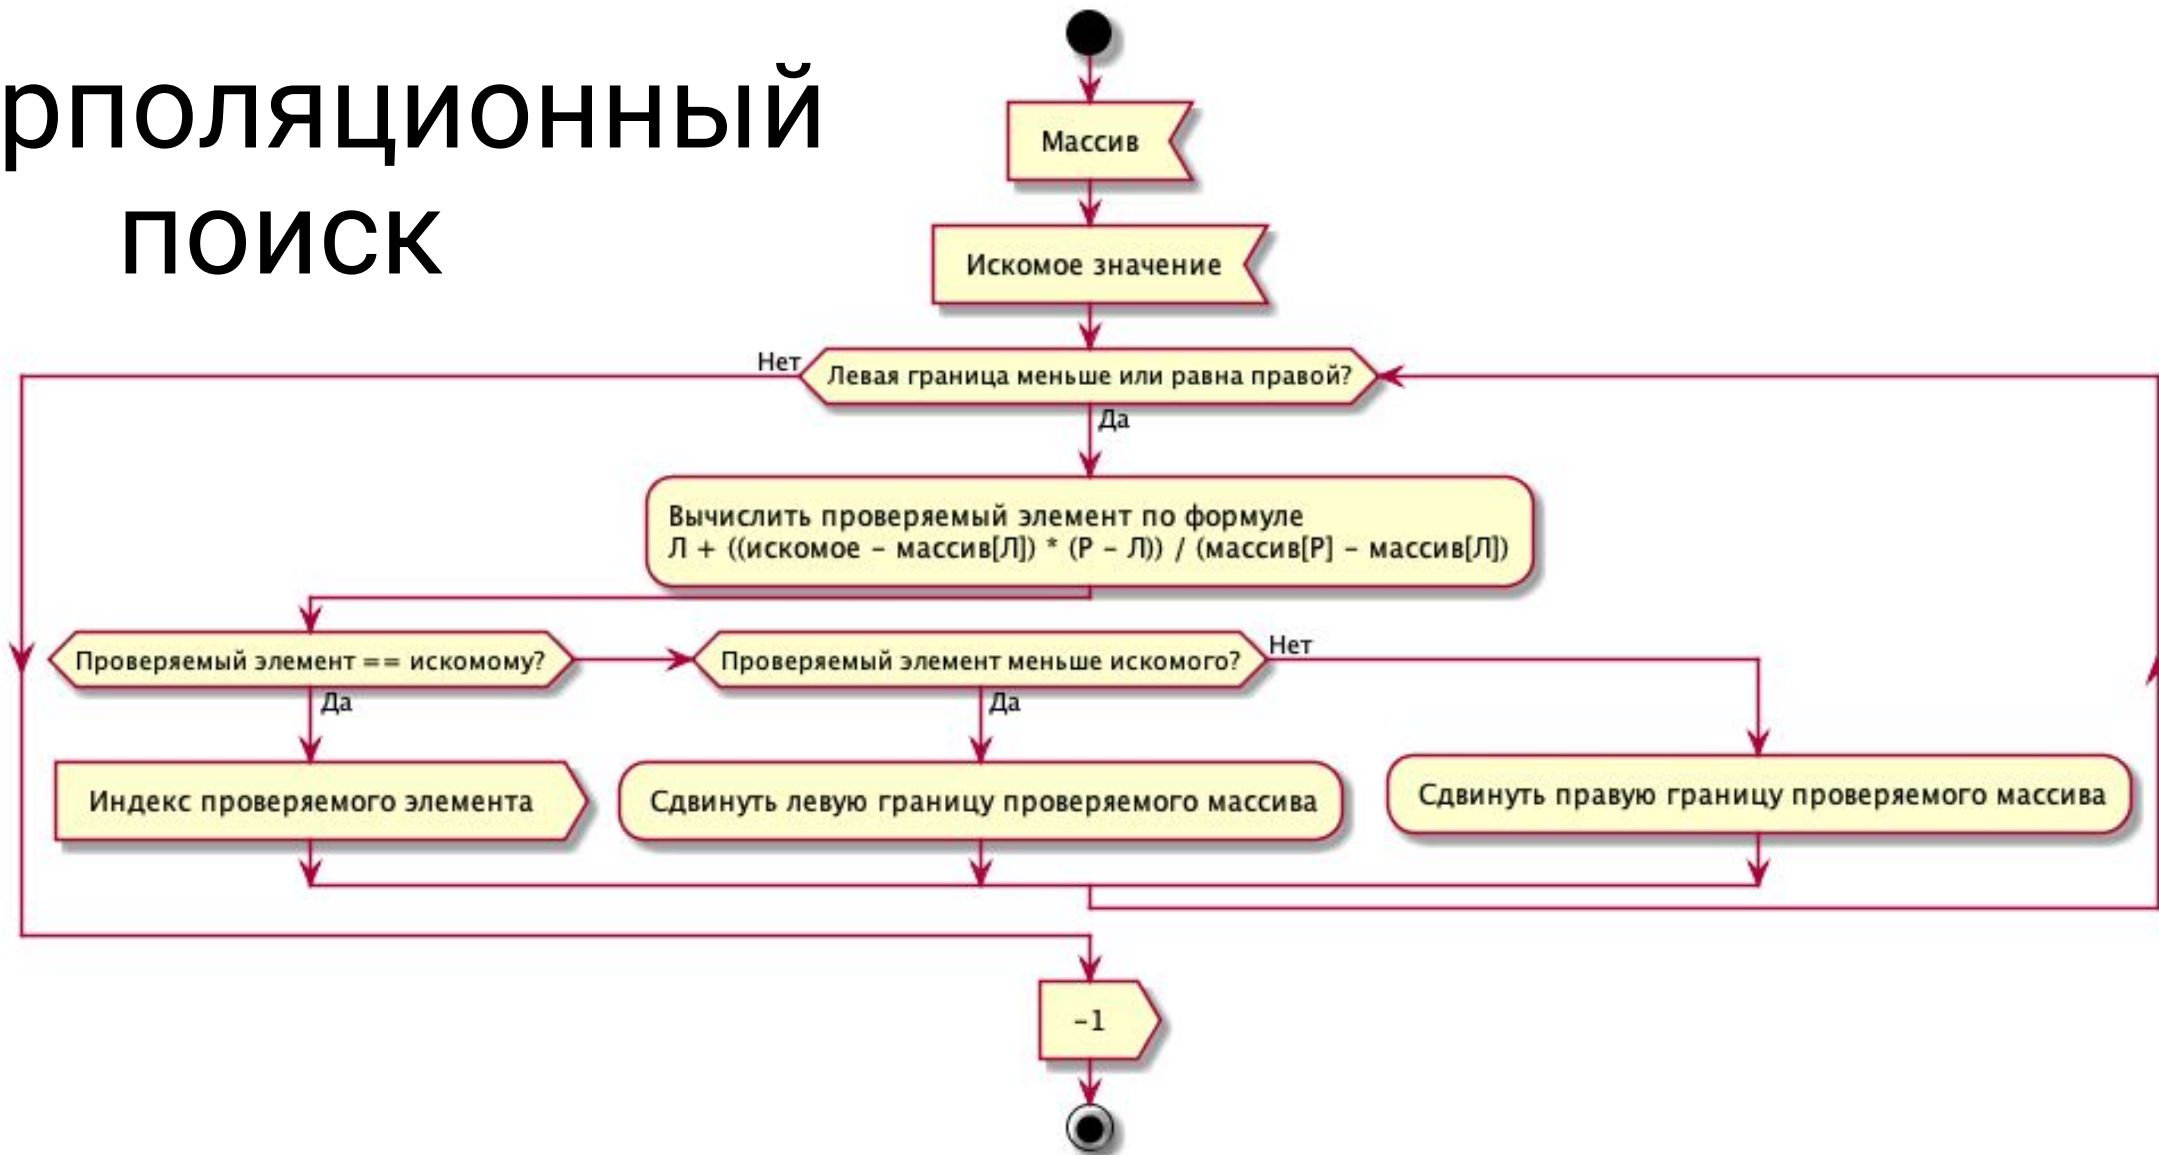 рполяционный
поиск
Массив
Искомое значение
Нет
Левая граница меньше или равна правой?
Да
Вычислить проверяемый элемент по формуле
Л + ((искомое - массив[Л]) * (Р - Л)) / (массив[Р] - массив[Л])
Проверяемый элемент == искомому?
Проверяемый элемент меньше искомого?
Нет
Да
Да
Индекс проверяемого элемента
Сдвинуть левую границу проверяемого массива
Сдвинуть правую границу проверяемого массива
-1